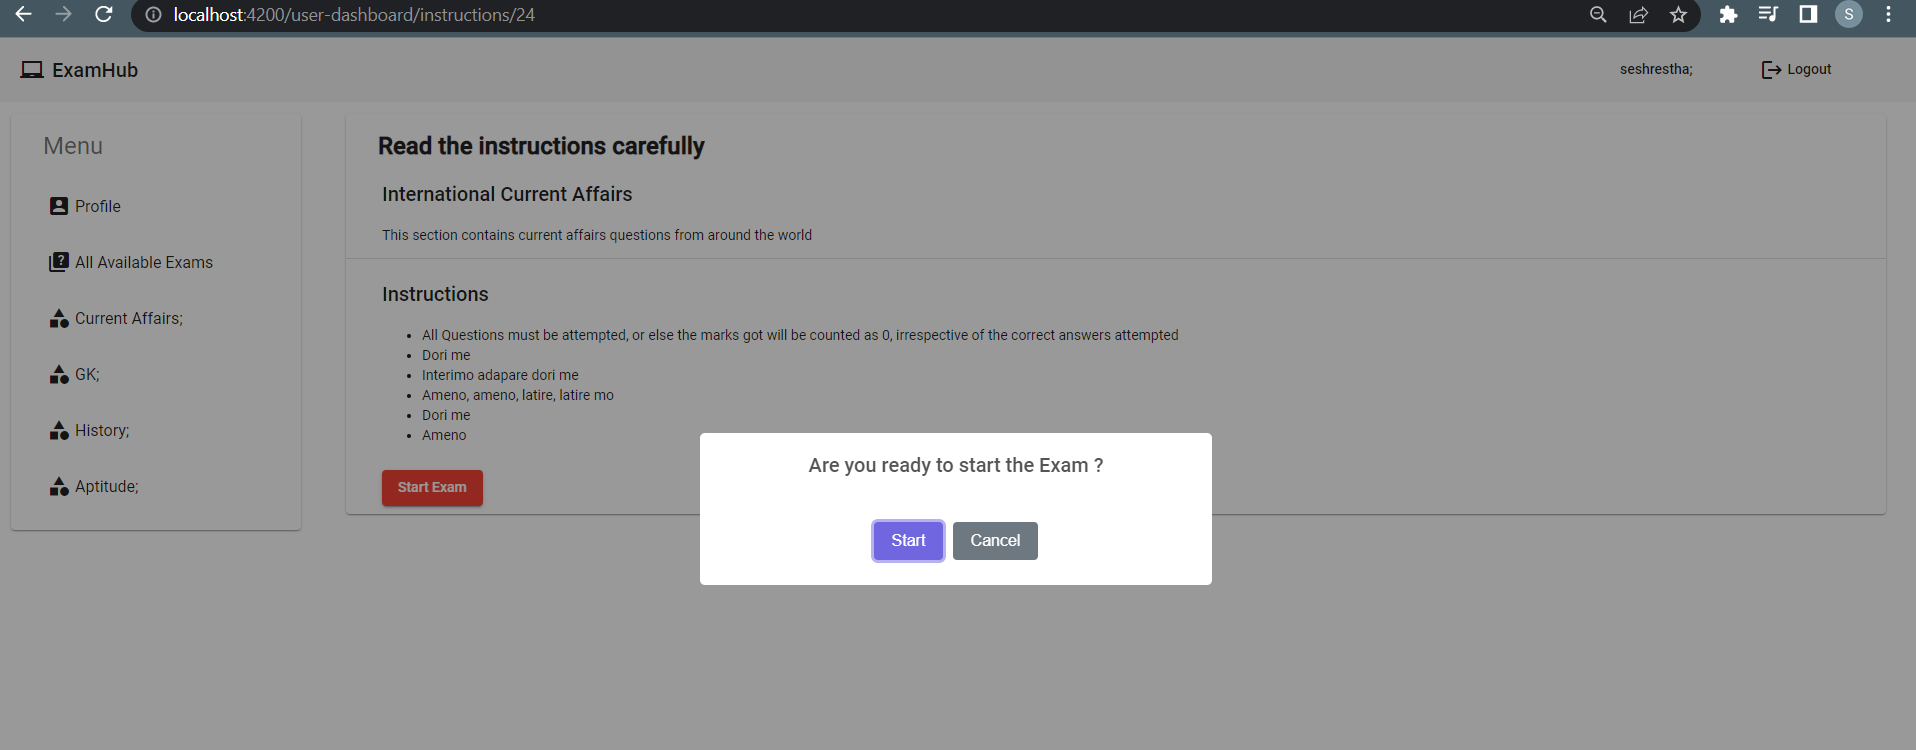 localhost:4200/user-dashboard/instructions/24
S
ExamHub
seshrestha;
Logout
Menu
Profile
All Available Exams
Current Affairs;
GK;
History;
Aptitude;
Read the instructions carefully
International Current Affairs
This section contains current affairs questions from around the world
Instructions
All Questions must be attempted, or else the marks got will be counted as 0, irrespective of the correct answers attempted
Dori me
Interimo adapare dori me
Ameno, ameno, latire, latire mo
Dori me
Ameno
Start Exam
Are you ready to start the Exam ?
Start
Cancel